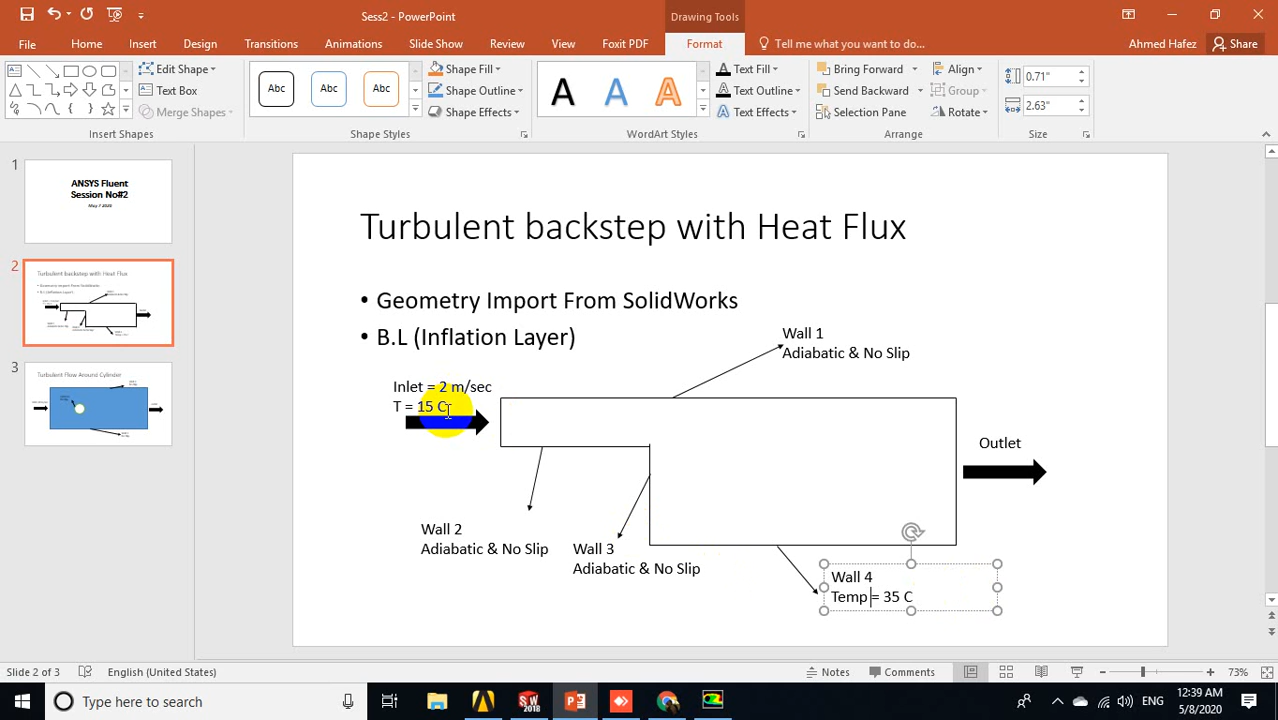 Sess2 - PowerPoint
Drawing Tools
File
Home
Insert
Design
Transitions
Animations
Slide Show
Review
View
Foxit PDF
Format
Tell me what you want to do...
Ahmed Hafez
Share
Edit Shape
Text Box
Merge Shapes
Insert Shapes
Abc
Abc
Abc
Shape Fill
Shape Outline
Shape Effects
Shape Styles
A
A
A
Text Fill
Text Outline
Text Effects
WordArt Styles
Bring Forward
Send Backward
Selection Pane
Align
Group
Rotate
Arrange
0.71"
2.63"
Size
1
ANSYS Fluent
Session No#2
May 7 2020
2
Turbulent backstep with Heat Flux
3
Turbulent Flow Around Cylinder
Turbulent backstep with Heat Flux
• Geometry Import From SolidWorks
• B.L (Inflation Layer)
Wall 1
Adiabatic & No Slip
Inlet = 2 m/sec
T = 15 C
Outlet
Wall 2
Adiabatic & No Slip
Wall 3
Adiabatic & No Slip
Wall 4
Temp = 35 C
Slide 2 of 3
English (United States)
Notes
Comments
73%
Type here to search
SW
2018
ENG
12:39 AM
5/8/2020